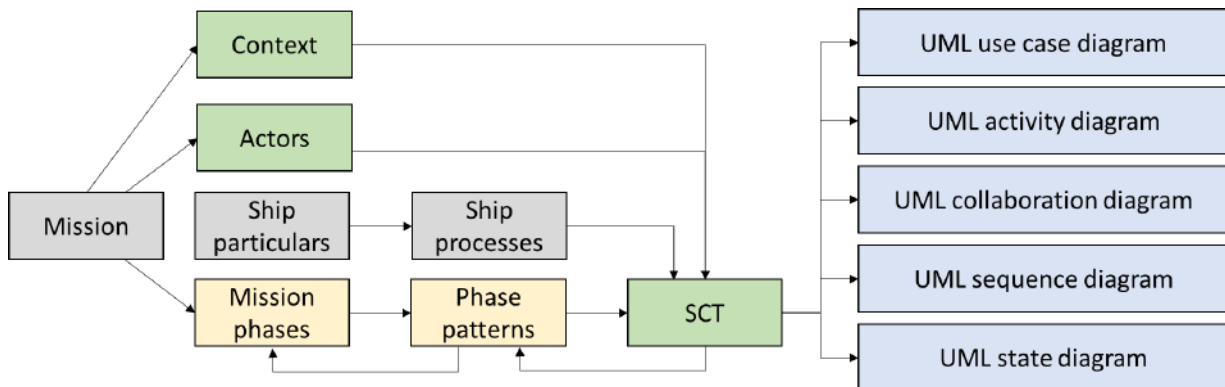 Context
UML use case diagram
Actors
UML activity diagram
Mission
Ship
particulars
Ship
processes
UML collaboration diagram
Mission
phases
Phase
patterns
SCT
UML sequence diagram
UML state diagram